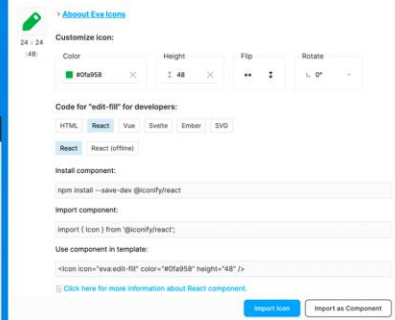 › Aboout Eva Icons
24 × 24
:48:
Customize icon:
Color
Height
Flip
Rotate
#0fa958
48
0°
Code for "edit-fill" for developers:
HTML React Vue Svelte Ember SVG
React React (offline)
Install component:
npm install --save-dev @iconify/react
Import component:
import { Icon } from '@iconify/react';
Use component in template:
<Icon icon="eva:edit-fill" color="#0fa958" height="48" />
Click here for more information about React component.
Import Icon
Import as Component